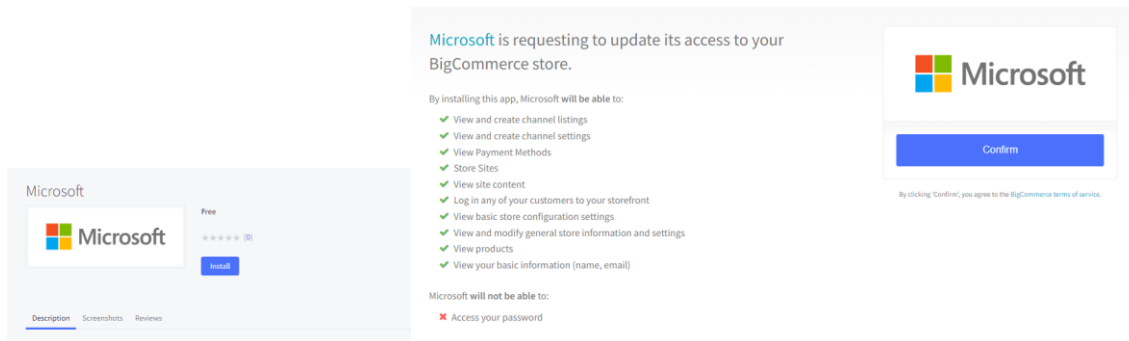 Microsoft
Microsoft
Free
(0)
Install
Description Screenshots Reviews
Microsoft is requesting to update its access to your
BigCommerce store.
By installing this app, Microsoft will be able to:
View and create channel listings
View and create channel settings
View Payment Methods
Store Sites
View site content
Log in any of your customers to your storefront
View basic store configuration settings
View and modify general store information and settings
View products
View your basic information (name, email)
Microsoft will not be able to:
Access your password
Microsoft
Confirm
By clicking 'Confirm', you agree to the BigCommerce terms of service.